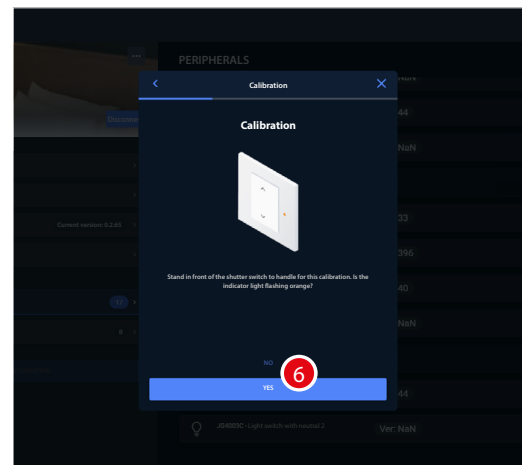 PERIPHERALS
Calibration
44
NaN
Calibration
Current version: 0.2.65
33
396
Stand in front of the shutter switch to handle for this calibration. Is the
indicator light flashing orange?
40
17
NaN
8
NO
6
YES
44
Light switch with neutral 2
Ver: NaN